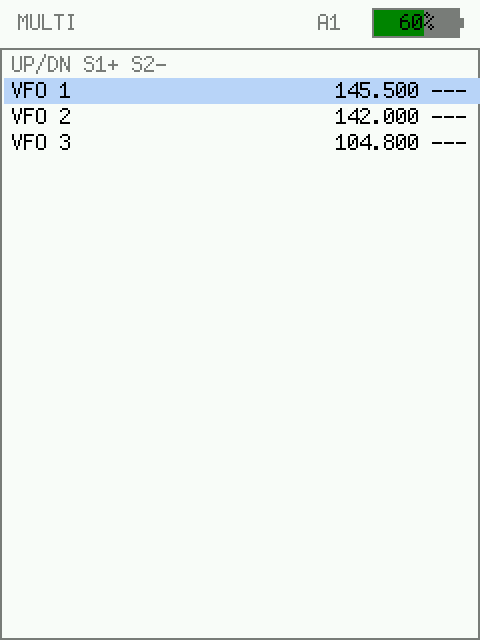 MULTI A1 60%
UP/DN S1+ S2-
VFO 1 145.500 ---
VFO 2 142.000 ---
VFO 3 104.800 ---